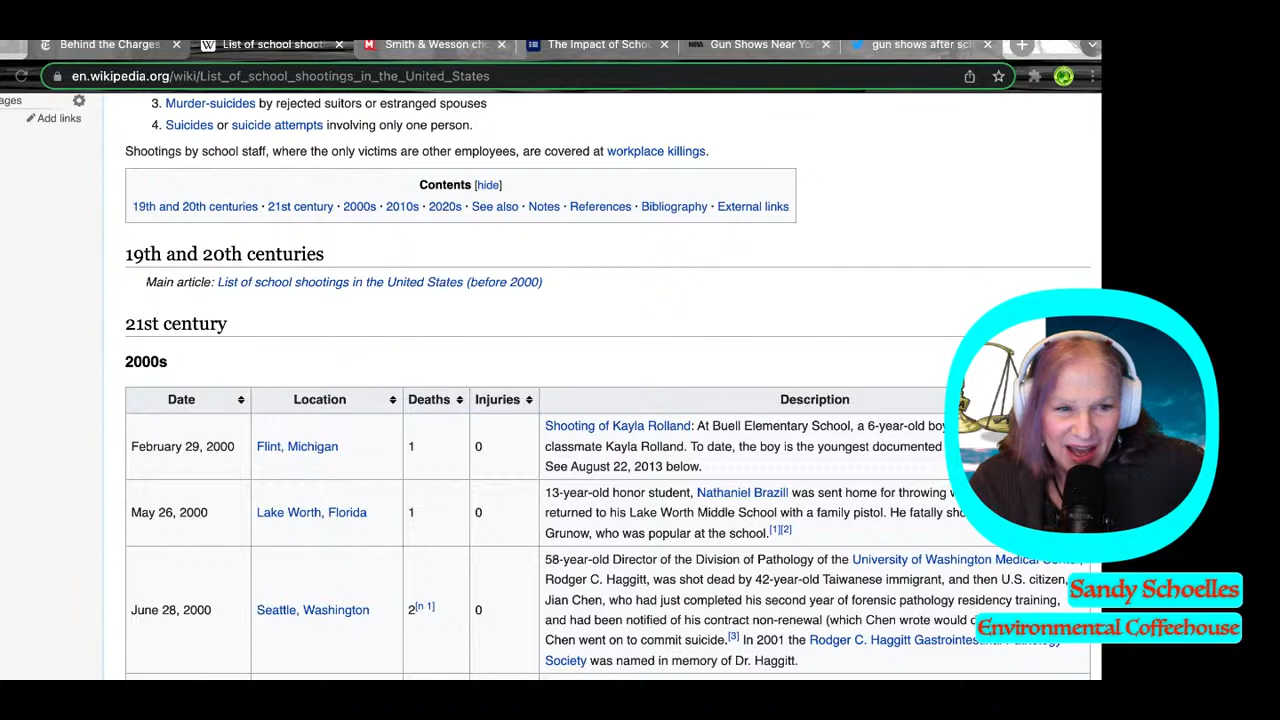 Behind the Charges
List of school shoot
Smith & Wesson ch
The Impact of Scho
Gun Shows Near Yo
gun shows after sc
en.wikipedia.org/wiki/List_of_school_shootings_in_the_United_States
ages
Add links
3. Murder-suicides by rejected suitors or estranged spouses
4. Suicides or suicide attempts involving only one person.
Shootings by school staff, where the only victims are other employees, are covered at workplace killings.
Contents [hide]
19th and 20th centuries · 21st century · 2000s · 2010s · 2020s · See also · Notes · References · Bibliography · External links
19th and 20th centuries
Main article: List of school shootings in the United States (before 2000)
21st century
2000s
Date Location Deaths Injuries Description
February 29, 2000 Flint, Michigan 1 0 Shooting of Kayla Rolland: At Buell Elementary School, a 6-year-old boy
classmate Kayla Rolland. To date, the boy is the youngest documented
See August 22, 2013 below.
May 26, 2000 Lake Worth, Florida 1 0 13-year-old honor student, Nathaniel Brazill was sent home for throwing
returned to his Lake Worth Middle School with a family pistol. He fatally
Grunow, who was popular at the school.[1][2]
June 28, 2000 Seattle, Washington 2[n 1] 0 58-year-old Director of the Division of Pathology of the University of Washington Medical
Rodger C. Haggitt, was shot dead by 42-year-old Taiwanese immigrant, and then U.S. citizen,
Jian Chen, who had just completed his second year of forensic pathology residency training,
and had been notified of his contract non-renewal (which Chen wrote would
Chen went on to commit suicide.[3] In 2001 the Rodger C. Haggitt
Society was named in memory of Dr. Haggitt.
Sandy Schoelles
Environmental Coffeehouse